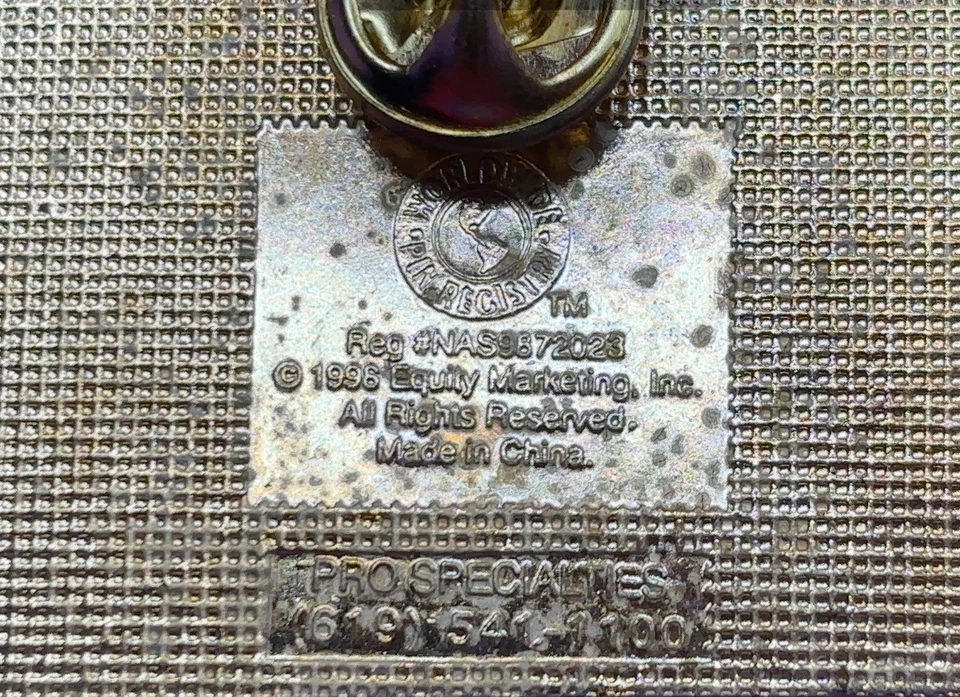 WORLDWIDE
PIN REGISTRY
TM
Reg #NAS9872023
© 1998 Equity Marketing, Inc.
All Rights Reserved.
Made in China.
PRO SPECIALTIES
(619) 541-1100